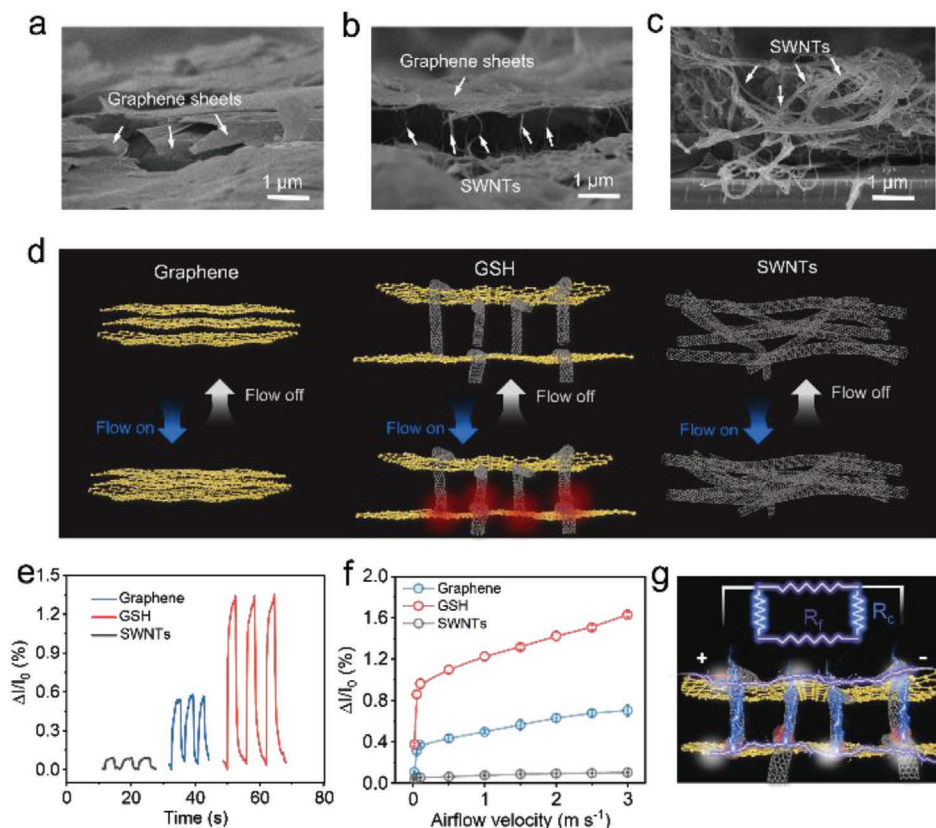 a
Graphene sheets
1 μm
b
Graphene sheets
SWNTs
1 μm
c
SWNTs
1 μm
d
Graphene
GSH
SWNTs
Flow on
Flow off
Flow on
Flow off
Flow on
Flow off
e
ΔI/I₀ (%)
1.5
1.2
0.9
0.6
0.3
0.0
Graphene
GSH
SWNTs
0
20
40
60
80
Time (s)
f
ΔI/I₀ (%)
2.0
1.6
1.2
0.8
0.4
0.0
Graphene
GSH
SWNTs
0
1
2
3
Airflow velocity (m s⁻¹)
g
R_f
R_c
+
−